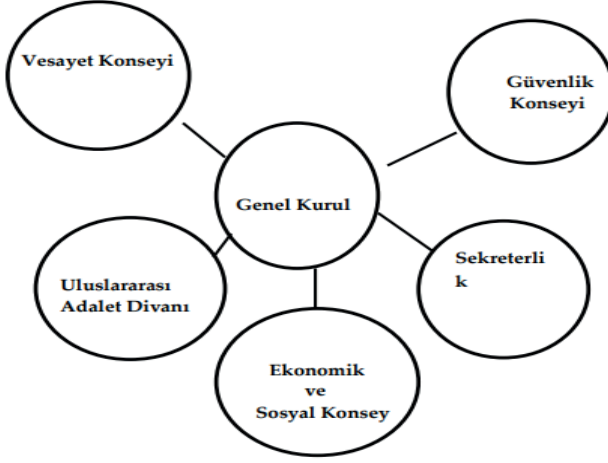 Vesayet Konseyi
Güvenlik
Konseyi
Genel Kurul
Uluslararası
Adalet Divanı
Sekreterli
k
Ekonomik
ve
Sosyal Konsey